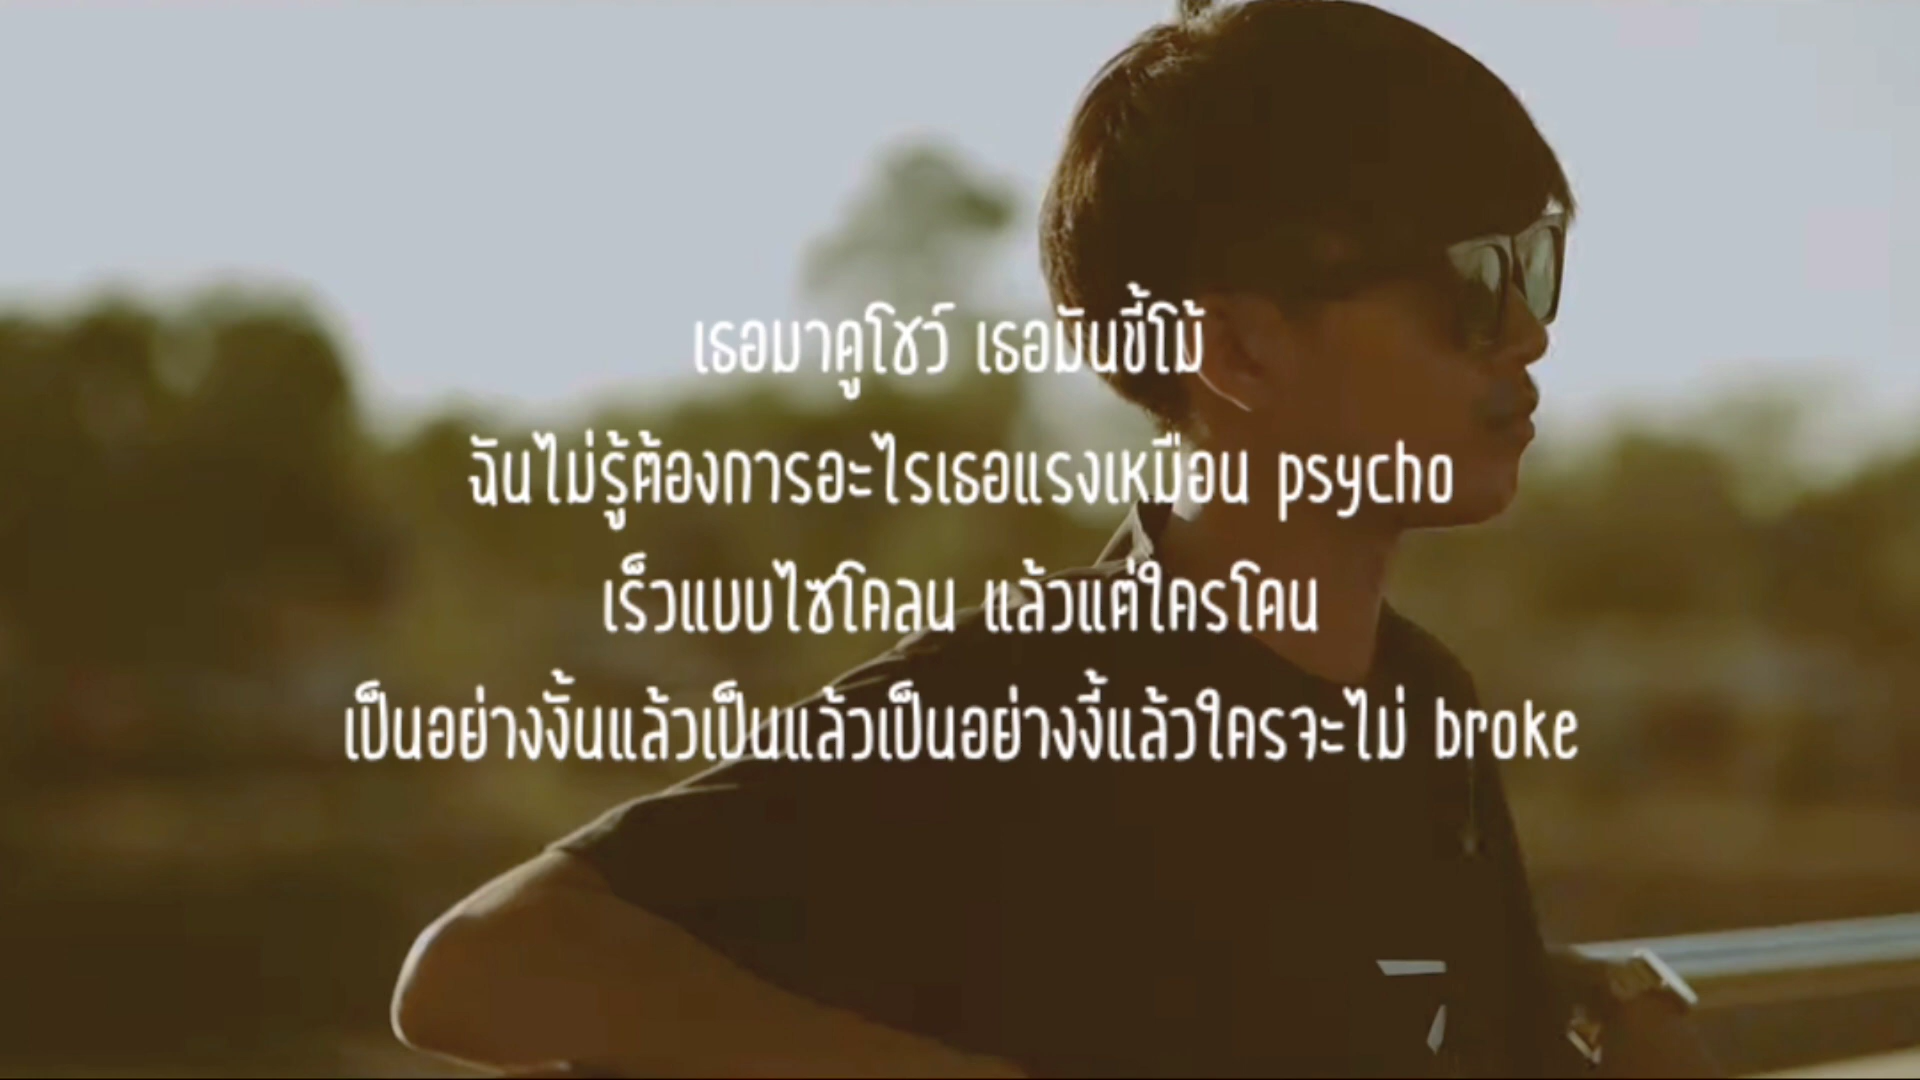 เธอมาคูโชว์ เธอมันขี้โม้
ฉันไม่รู้ต้องการอะไรเธอแรงเหมือน psycho
เร็วแบบไซโคลน แล้วแต่ใครโดน
เป็นอย่างงั้นแล้วเป็นแล้วเป็นอย่างงี้แล้วใครจะไม่ broke